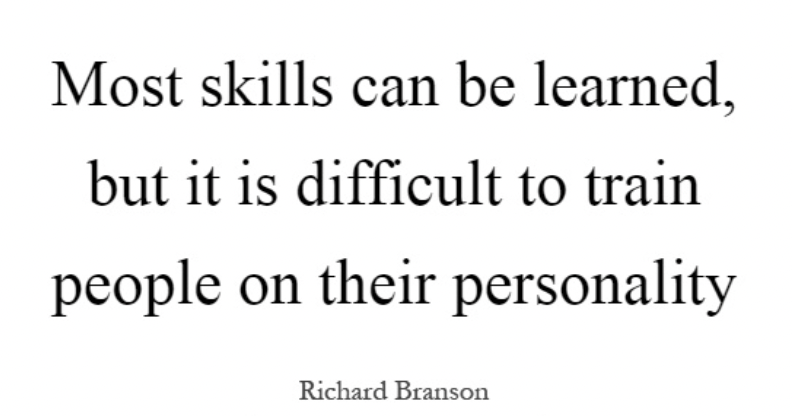 Most skills can be learned,
but it is difficult to train
people on their personality
Richard Branson